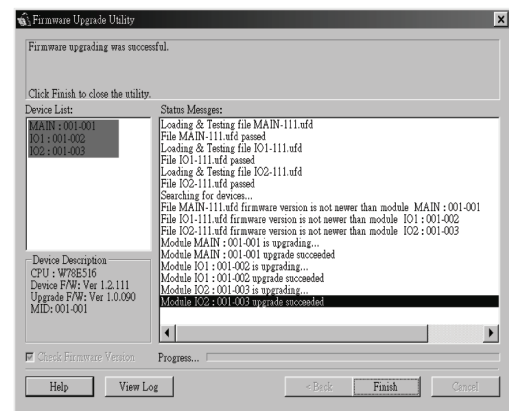 Firmware Upgrade Utility
Firmware upgrading was successful.
Click Finish to close the utility.
Device List:
MAIN : 001-001
IO1 : 001-002
IO2 : 001-003
Device Description
CPU : W78E516
Device F/W: Ver 1.2.111
Upgrade F/W: Ver 1.0.090
MID: 001-001
Status Messges:
Loading & Testing file MAIN-111.ufd
File MAIN-111.ufd passed
Loading & Testing file IO1-111.ufd
File IO1-111.ufd passed
Loading & Testing file IO2-111.ufd
File IO2-111.ufd passed
Searching for devices...
File MAIN-111.ufd firmware version is not newer than module  MAIN : 001-001
File IO1-111.ufd firmware version is not newer than module  IO1 : 001-002
File IO2-111.ufd firmware version is not newer than module  IO2 : 001-003
Module MAIN : 001-001 is upgrading...
Module MAIN : 001-001 upgrade succeeded
Module IO1 : 001-002 is upgrading...
Module IO1 : 001-002 upgrade succeeded
Module IO2 : 001-003 is upgrading...
Module IO2 : 001-003 upgrade succeeded
Check Firmware Version
Progress...
Help
View Log
< Back
Finish
Cancel